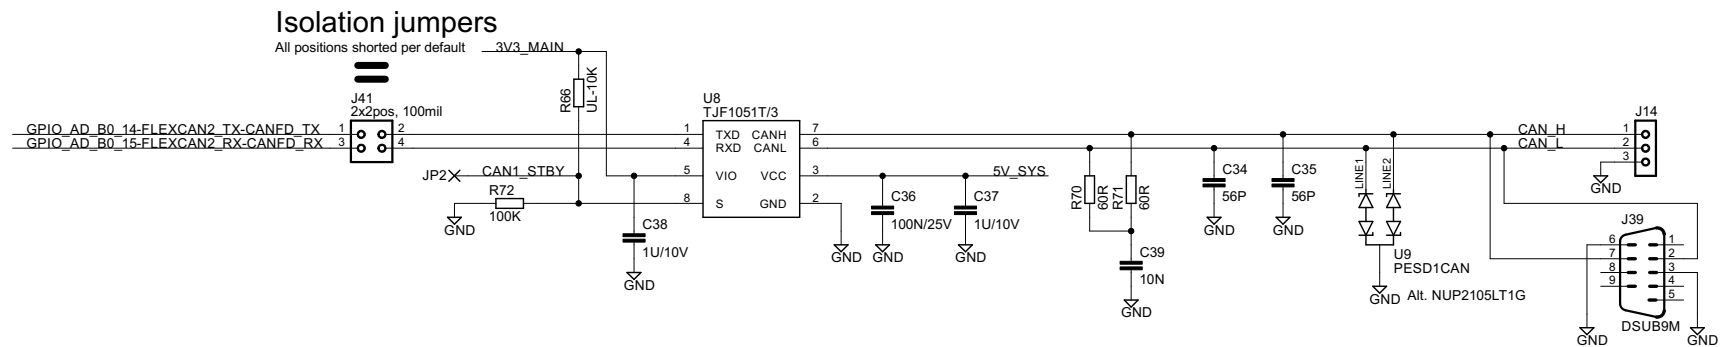 Isolation jumpers
All positions shorted per default
3V3_MAIN
J41
2x2pos, 100mil
R66
UL-10K
U8
TJF1051T/3
GPIO_AD_B0_14-FLEXCAN2_TX-CANFD_TX
1
2
GPIO_AD_B0_15-FLEXCAN2_RX-CANFD_RX
3
4
1
TXD CANH
7
4
RXD CANL
6
5
VIO VCC
3
8
S GND
2
JP2
CAN1_STBY
R72
100K
GND
C38
1U/10V
GND
5V_SYS
GND
C36
100N/25V
GND
C37
1U/10V
GND
R70
60R
R71
60R
C39
10N
GND
C34
56P
GND
C35
56P
GND
LINE1
LINE2
U9
PESD1CAN
Alt. NUP2105LT1G
GND
CAN_H
CAN_L
J14
1
2
3
GND
J39
6
7
8
9
1
2
3
4
5
DSUB9M
GND
GND